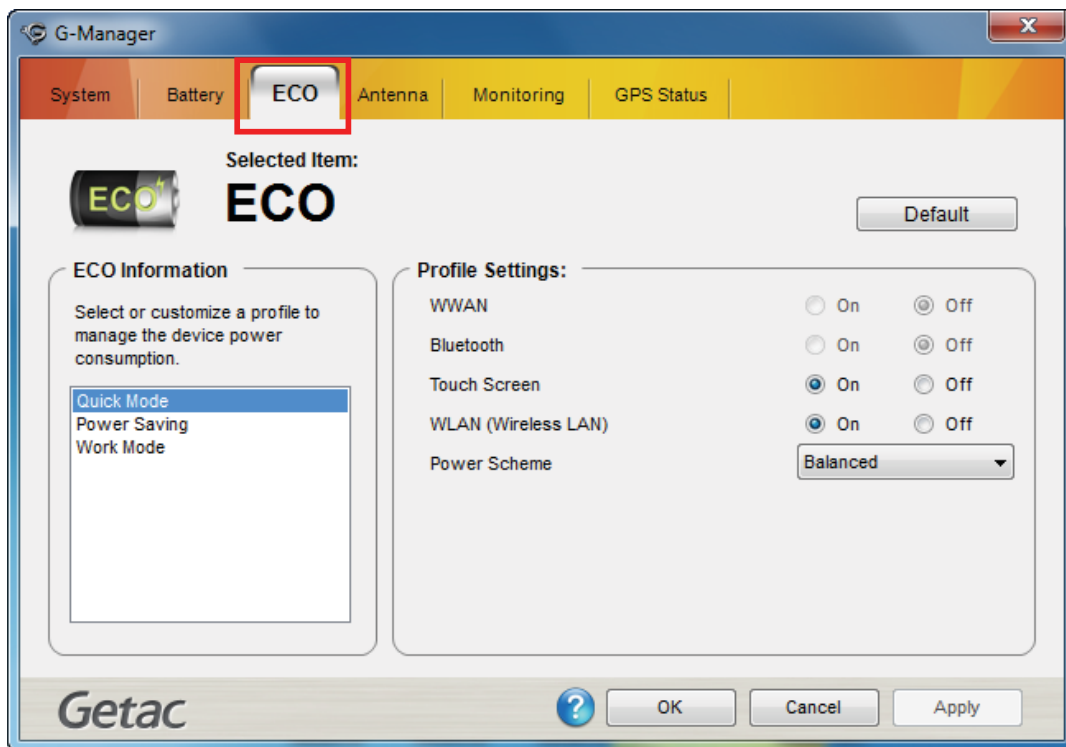 G-Manager
System Battery ECO Antenna Monitoring GPS Status
ECO
Selected Item:
ECO
Default
ECO Information
Select or customize a profile to
manage the device power
consumption.
Quick Mode
Power Saving
Work Mode
Profile Settings:
WWAN On Off
Bluetooth On Off
Touch Screen On Off
WLAN (Wireless LAN) On Off
Power Scheme Balanced
Getac ? OK Cancel Apply